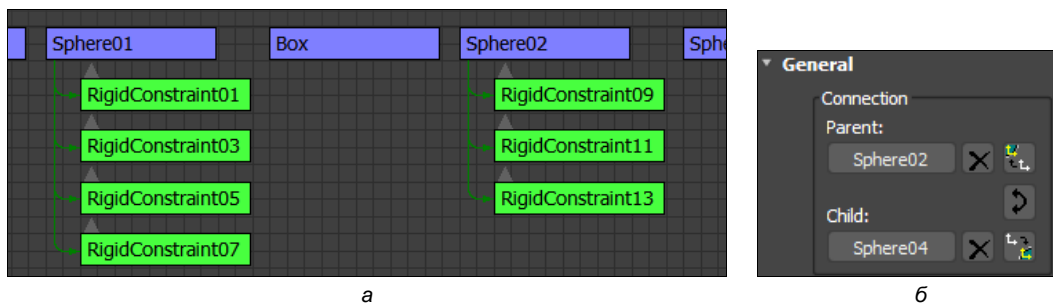 Sphere01
Box
Sphere02
Sphe
RigidConstraint01
RigidConstraint09
RigidConstraint03
RigidConstraint11
RigidConstraint05
RigidConstraint13
RigidConstraint07
General
Connection
Parent:
Sphere02
Child:
Sphere04
а
б